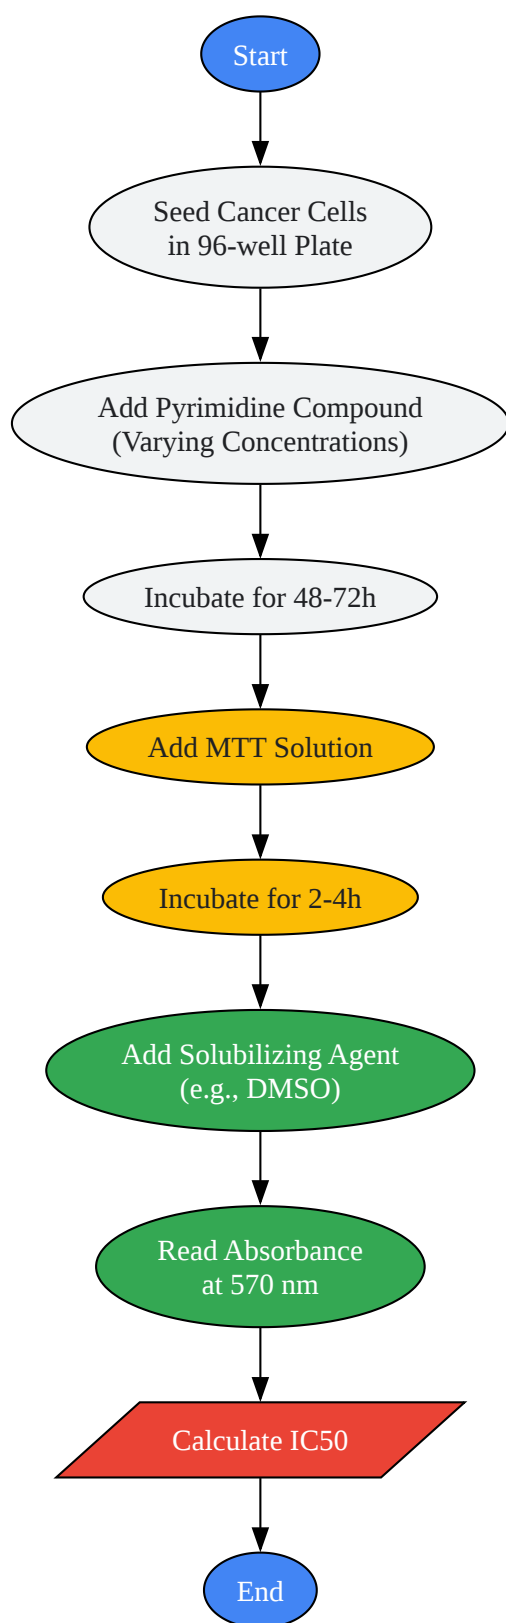 Start
Seed Cancer Cells
in 96-well Plate
Add Pyrimidine Compound
(Varying Concentrations)
Incubate for 48-72h
Add MTT Solution
Incubate for 2-4h
Add Solubilizing Agent
(e.g., DMSO)
Read Absorbance
at 570 nm
Calculate IC50
End